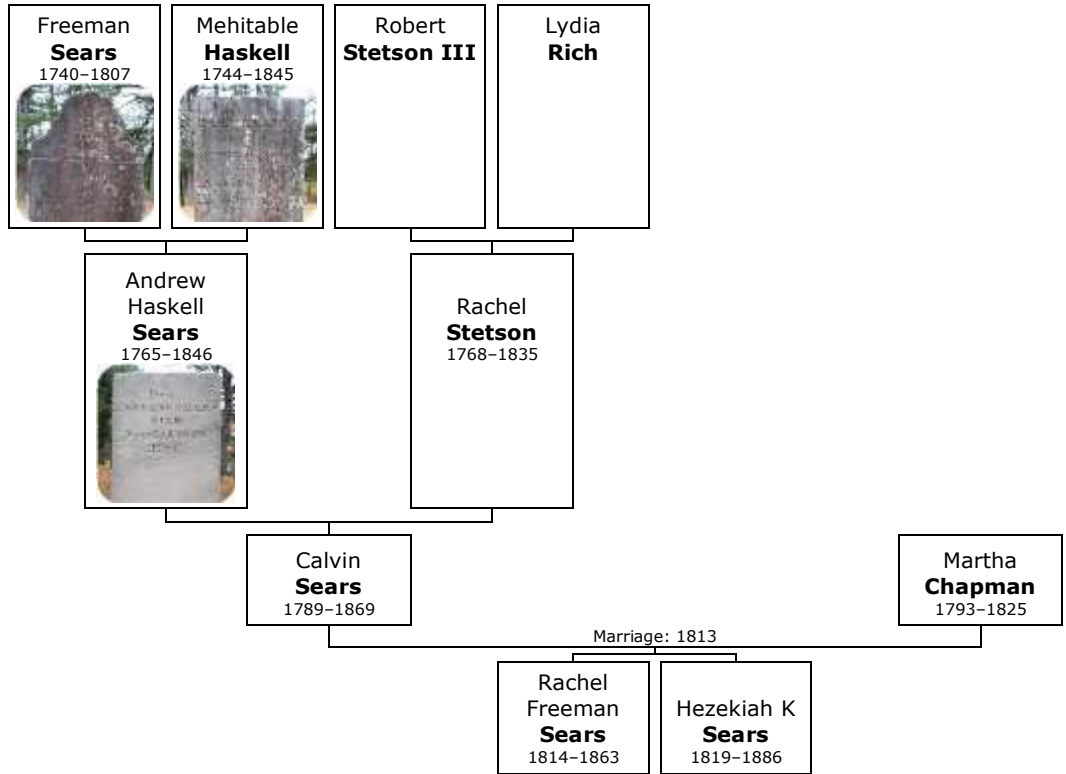 Freeman
Sears
1740–1807
Mehitable
Haskell
1744–1845
Robert
Stetson III
Lydia
Rich
Andrew
Haskell
Sears
1765–1846
Rachel
Stetson
1768–1835
Calvin
Sears
1789–1869
Martha
Chapman
1793–1825
Marriage: 1813
Rachel
Freeman
Sears
1814–1863
Hezekiah K
Sears
1819–1886